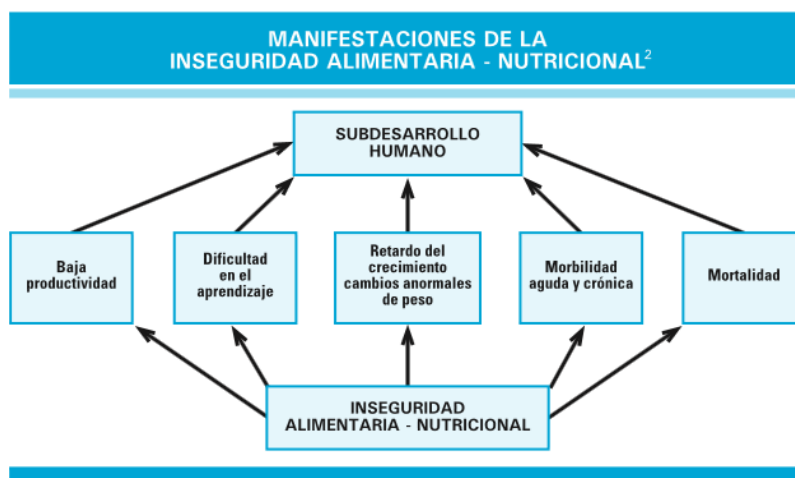 MANIFESTACIONES DE LA
INSEGURIDAD ALIMENTARIA - NUTRICIONAL²
SUBDESARROLLO
HUMANO
Baja
productividad
Dificultad
en el
aprendizaje
Retardo del
crecimiento
cambios anormales
de peso
Morbilidad
aguda y crónica
Mortalidad
INSEGURIDAD
ALIMENTARIA - NUTRICIONAL